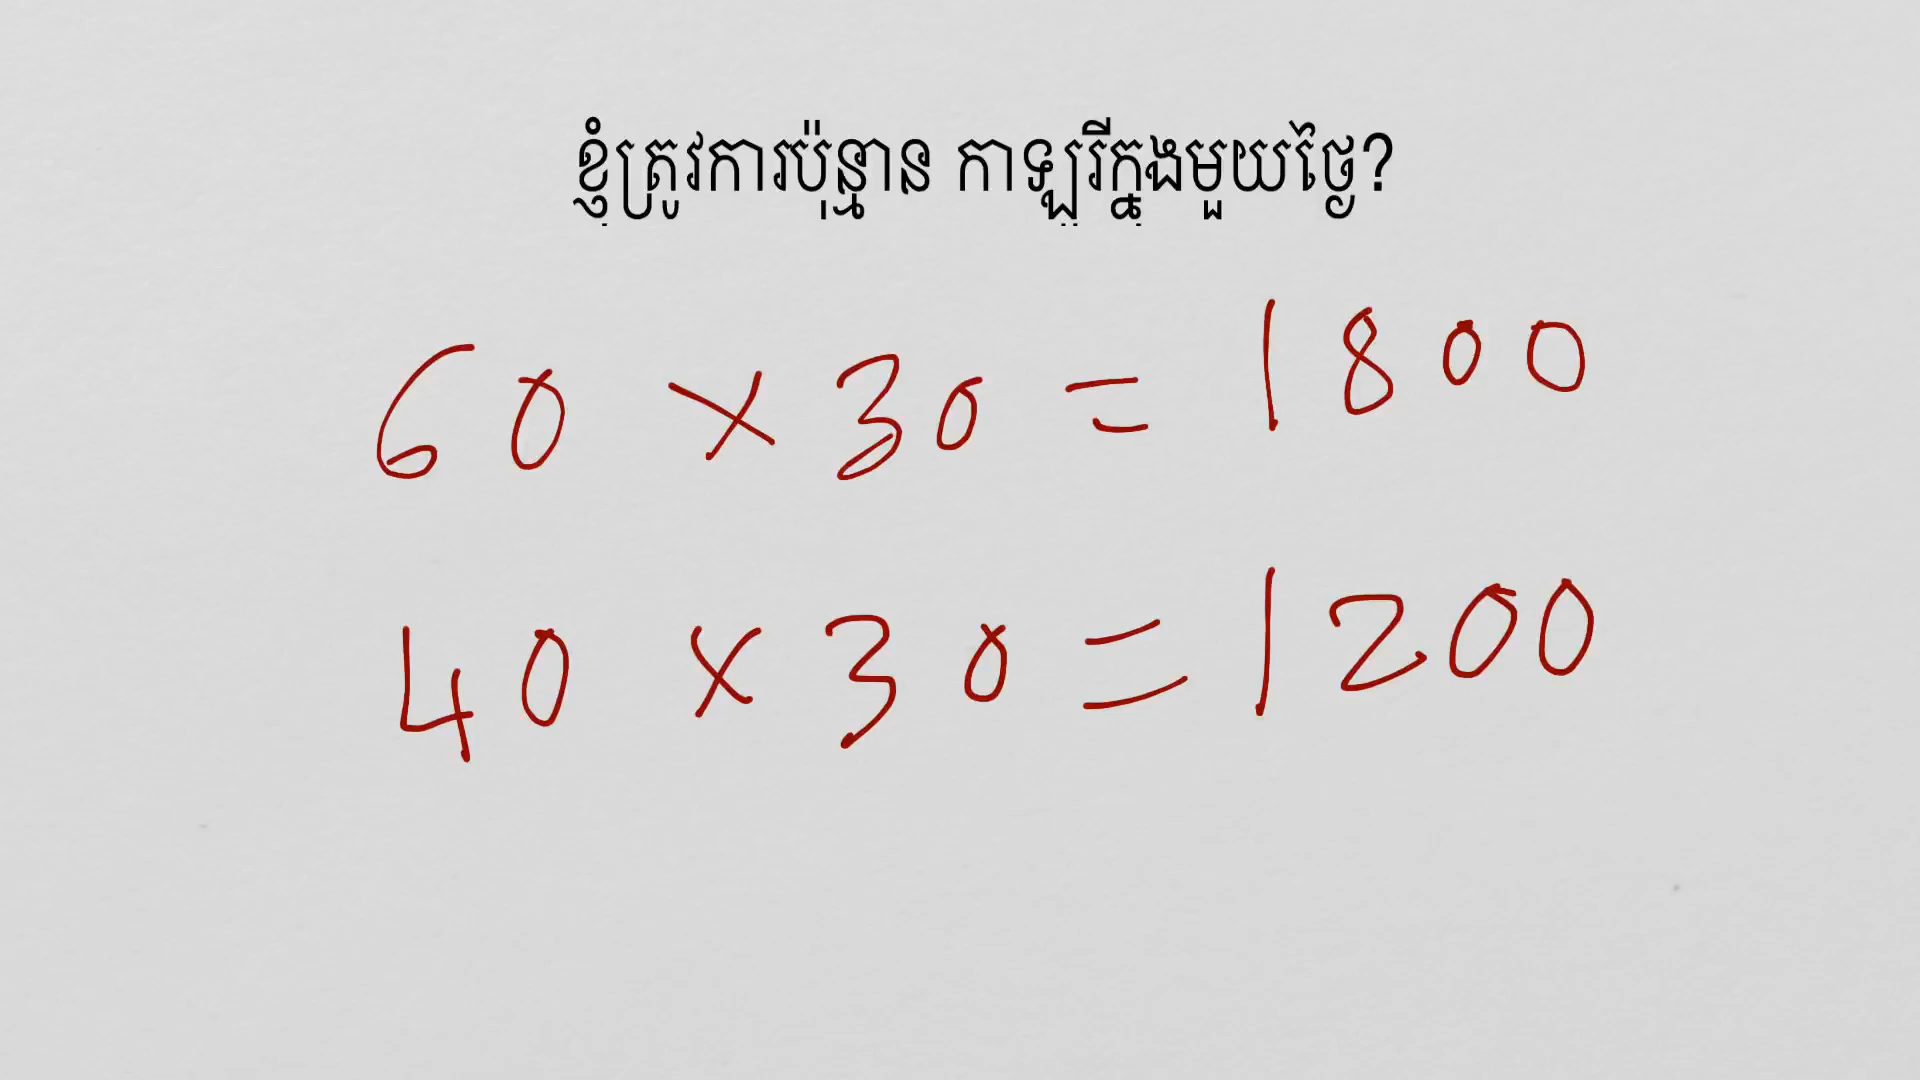 ខ្ញុំត្រូវការប៉ុន្មាន កាឡូរីក្នុងមួយថ្ងៃ?
60 × 30 = 1800
40 × 30 = 1200